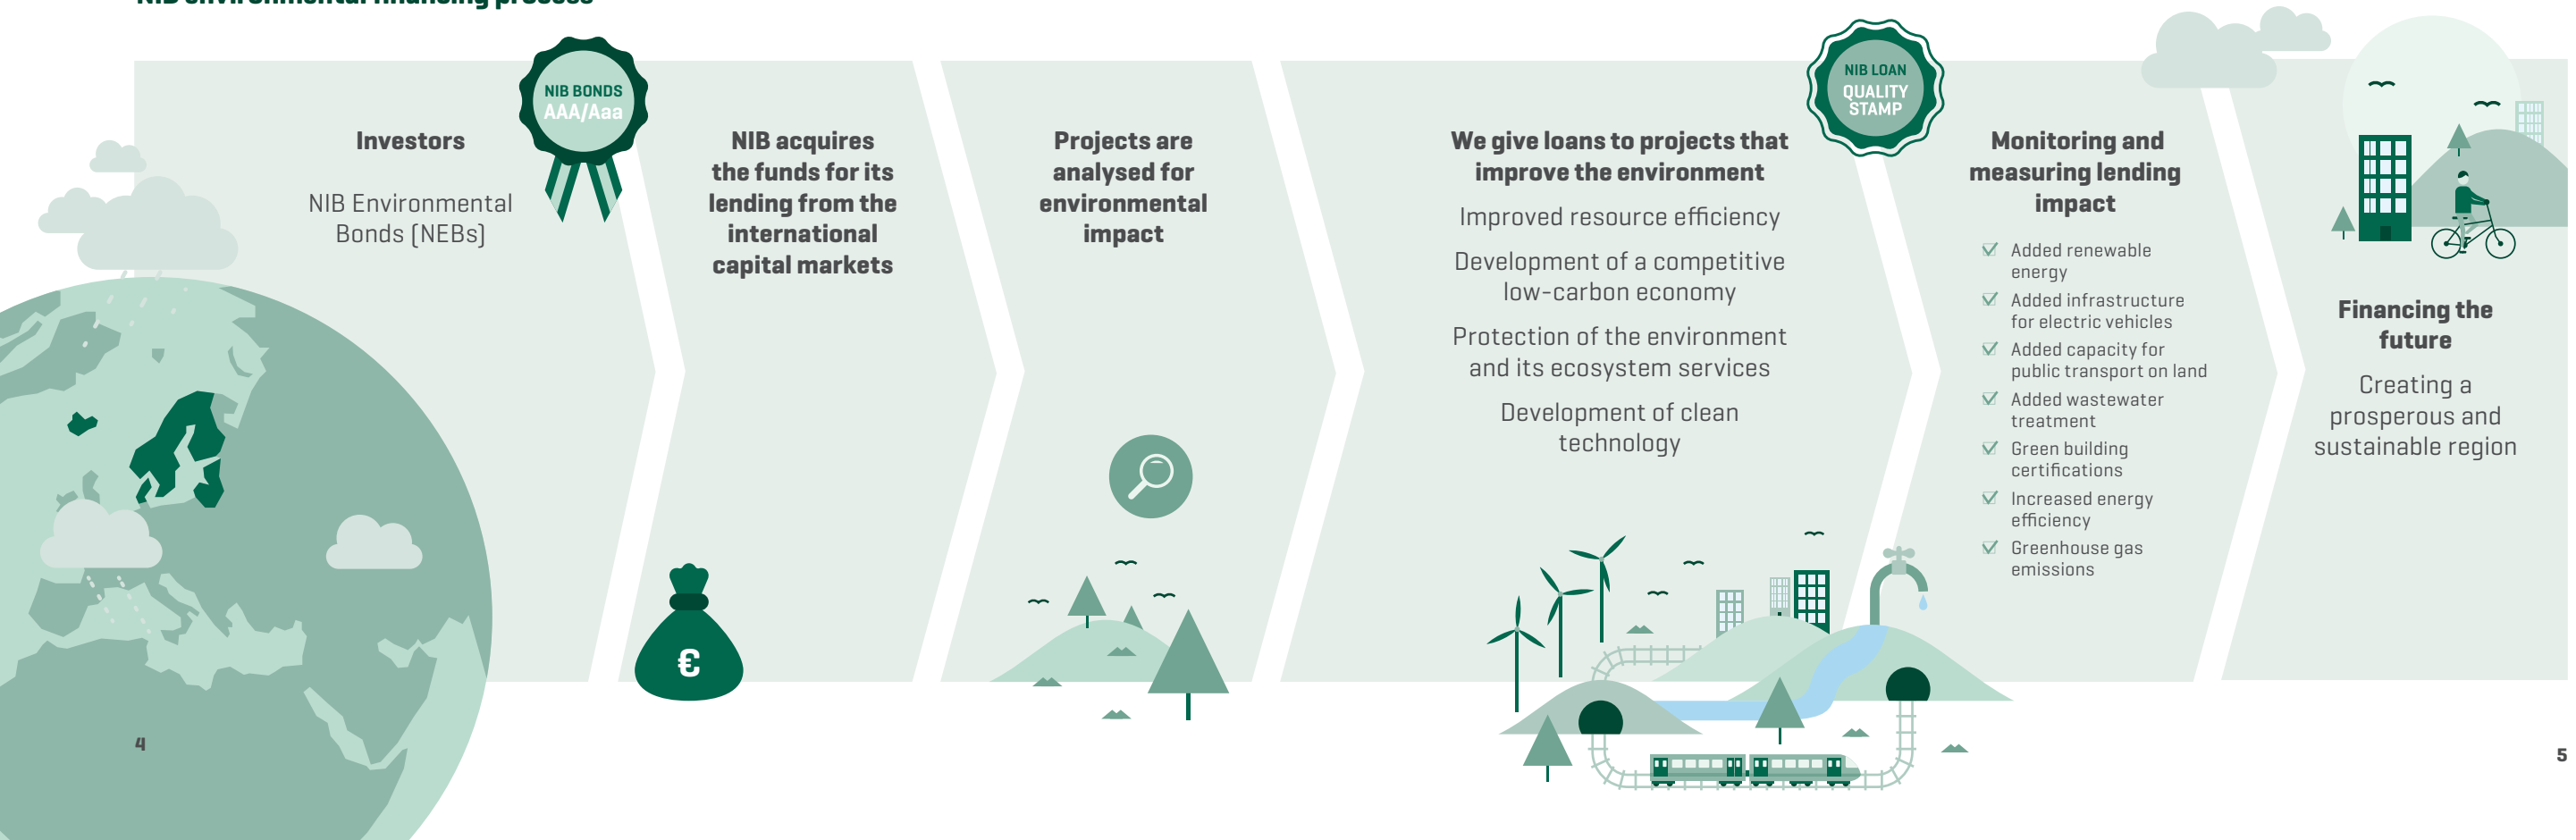 NIB environmental financing process
Investors
NIB Environmental
Bonds (NEBs)
NIB BONDS
AAA/Aaa
NIB acquires
the funds for its
lending from the
international
capital markets
Projects are
analysed for
environmental
impact
We give loans to projects that
improve the environment
Improved resource efficiency
Development of a competitive
low-carbon economy
Protection of the environment
and its ecosystem services
Development of clean
technology
NIB LOAN
QUALITY
STAMP
Monitoring and
measuring lending
impact
Added renewable
energy
Added infrastructure
for electric vehicles
Added capacity for
public transport on land
Added wastewater
treatment
Green building
certifications
Increased energy
efficiency
Greenhouse gas
emissions
Financing the
future
Creating a
prosperous and
sustainable region
€
4
5